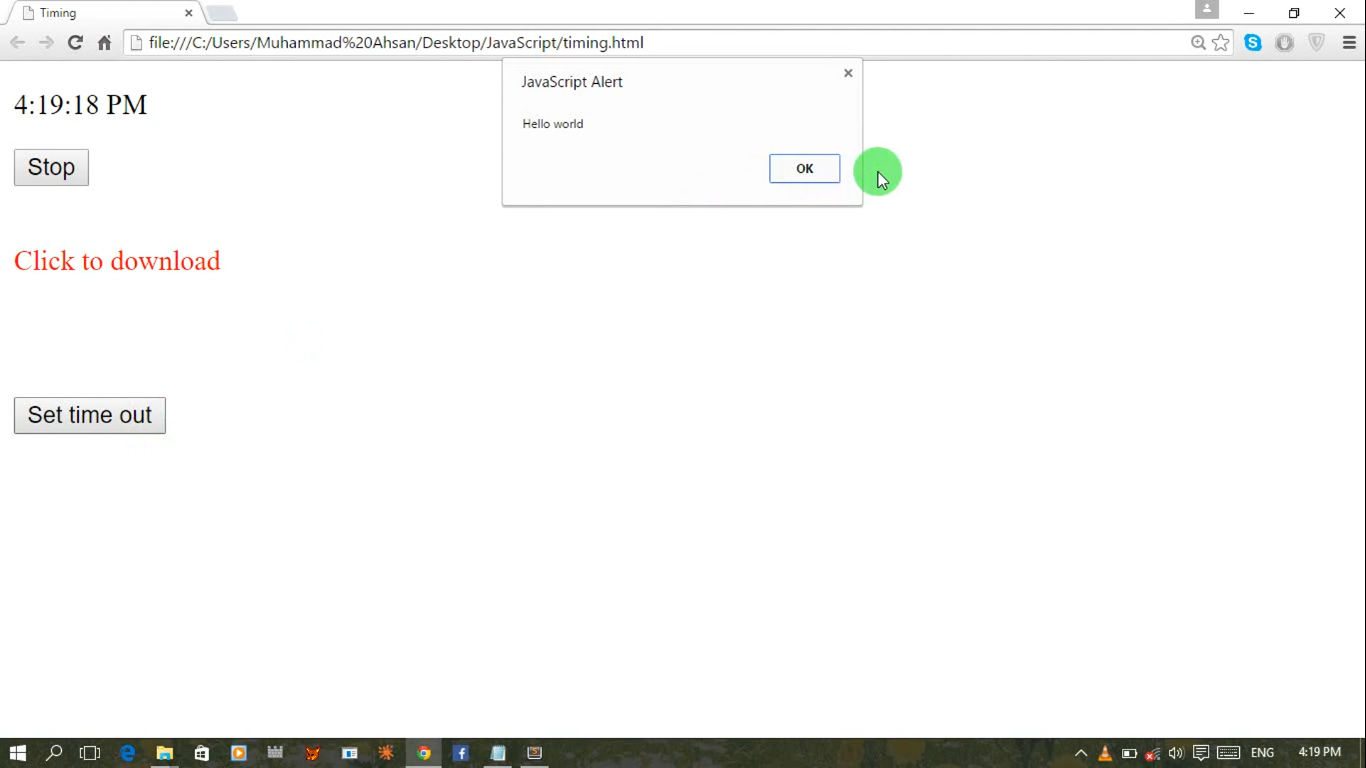 Timing
file:///C:/Users/Muhammad%20Ahsan/Desktop/JavaScript/timing.html
JavaScript Alert
Hello world
OK
4:19:18 PM
Stop
Click to download
Set time out
ENG
4:19 PM